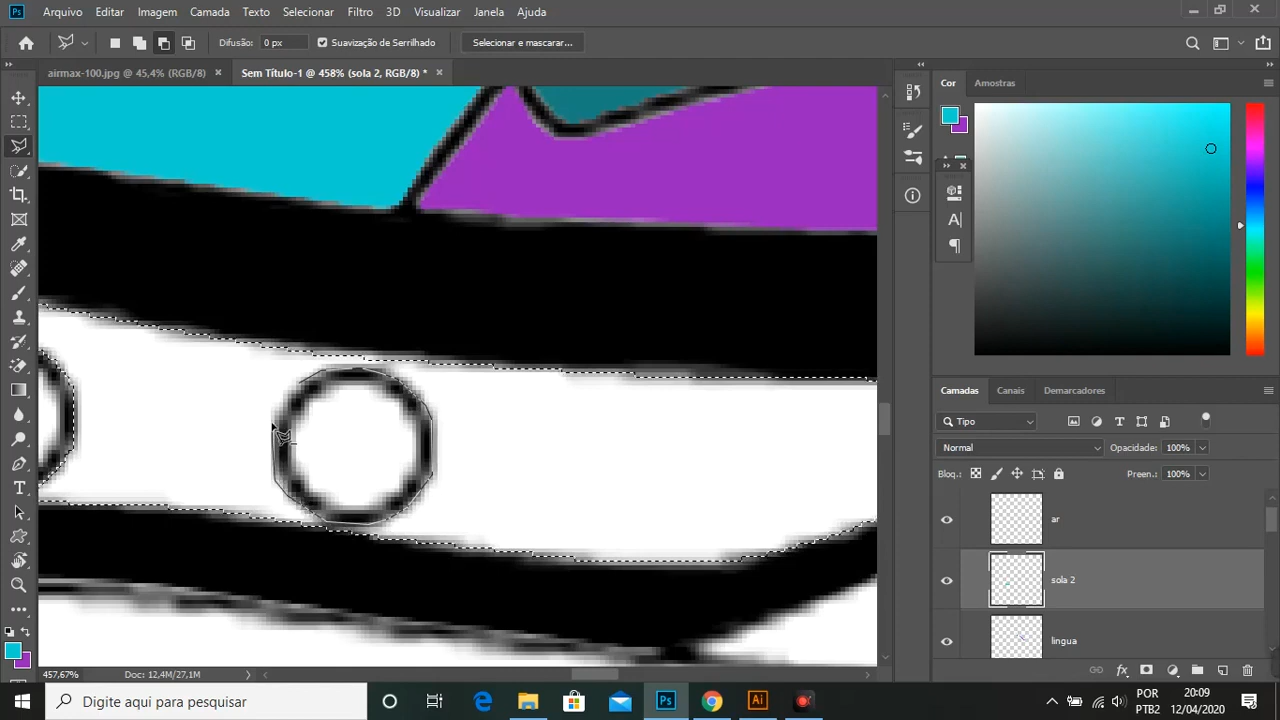 Ps Arquivo Editar Imagem Camada Texto Selecionar Filtro 3D Visualizar Janela Ajuda
Difusão: 0 px Suavização de Serrilhado Selecionar e mascarar...
airmax-100.jpg @ 45,4% (RGB/8) × Sem Título-1 @ 458% (sola 2, RGB/8) * ×
Cor Amostras
Camadas Canais Demarcadores
Tipo
Normal Opacidade: 100%
Bloq.: Preen.: 100%
ar
sola 2
lingua
457,67% Doc: 12,4M/27,1M
Digite aqui para pesquisar
Ps Ai
POR
PTB2
20:09
12/04/2020